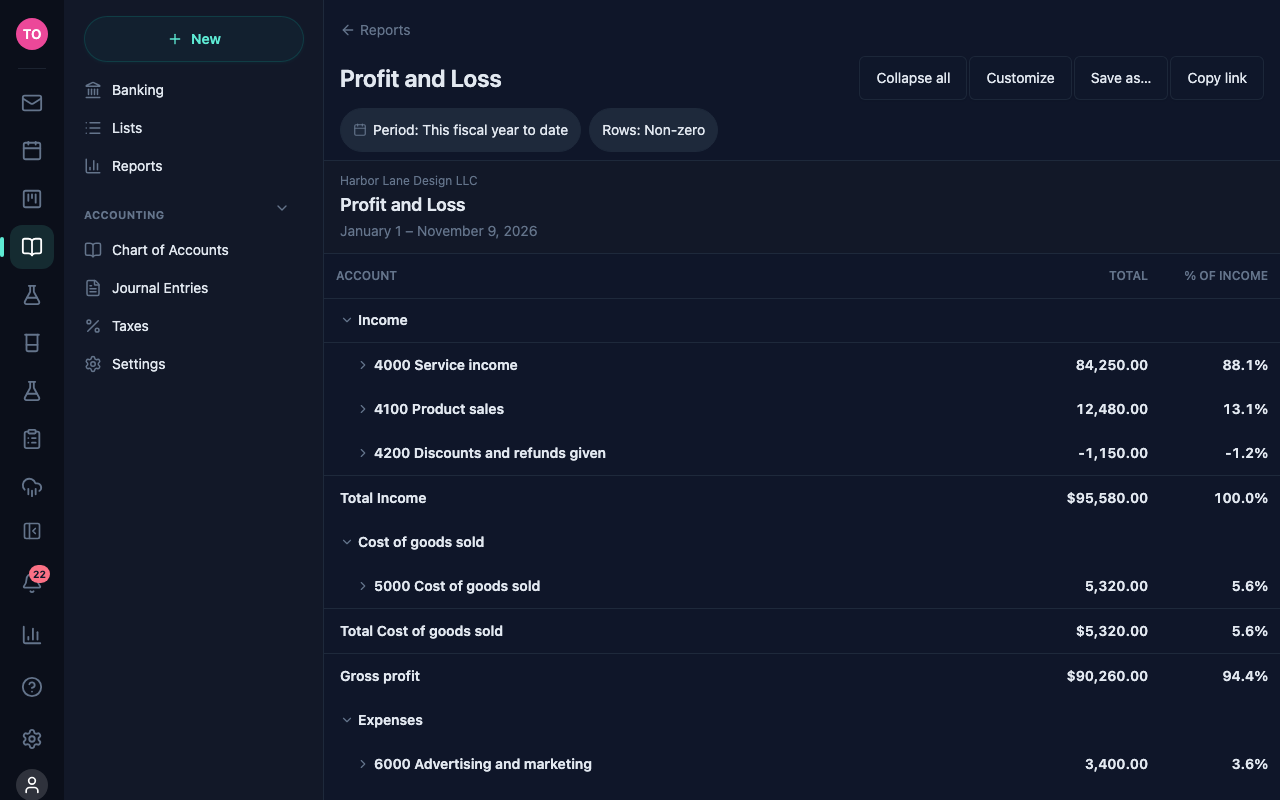 TO
22
+ New
Banking
Lists
Reports
ACCOUNTING
Chart of Accounts
Journal Entries
Taxes
Settings
← Reports
Profit and Loss
Collapse all
Customize
Save as...
Copy link
Period: This fiscal year to date
Rows: Non-zero
Harbor Lane Design LLC
Profit and Loss
January 1 – November 9, 2026
ACCOUNT TOTAL % OF INCOME
Income
4000 Service income 84,250.00 88.1%
4100 Product sales 12,480.00 13.1%
4200 Discounts and refunds given -1,150.00 -1.2%
Total Income $95,580.00 100.0%
Cost of goods sold
5000 Cost of goods sold 5,320.00 5.6%
Total Cost of goods sold $5,320.00 5.6%
Gross profit $90,260.00 94.4%
Expenses
6000 Advertising and marketing 3,400.00 3.6%